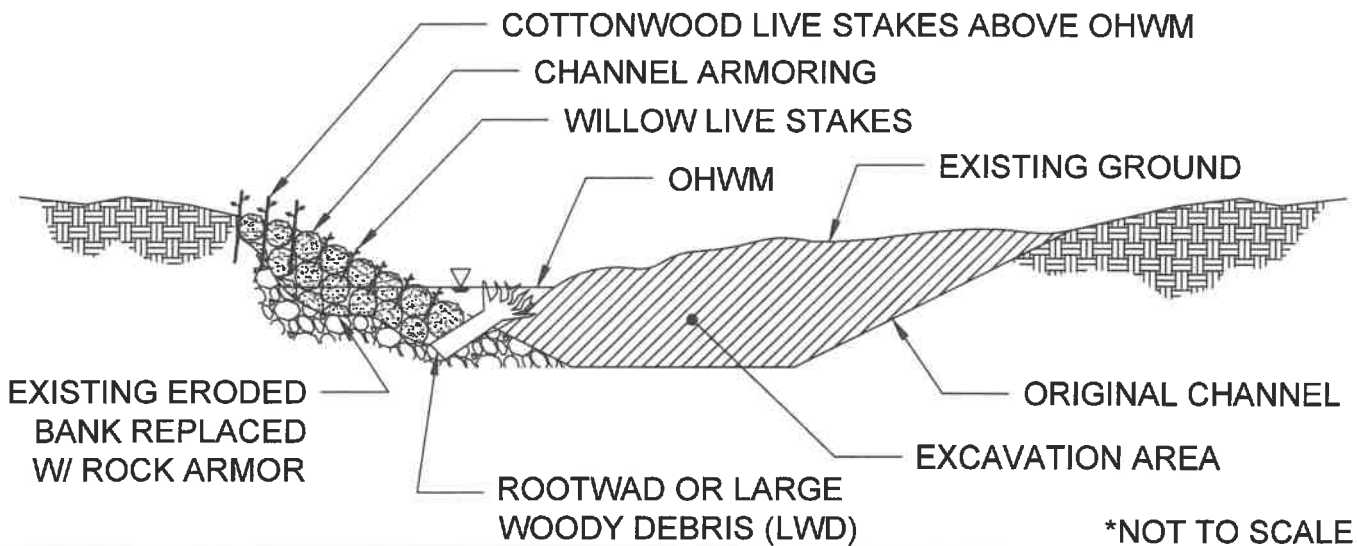 COTTONWOOD LIVE STAKES ABOVE OHWM
CHANNEL ARMORING
WILLOW LIVE STAKES
OHWM
EXISTING GROUND
EXISTING ERODED
BANK REPLACED
W/ ROCK ARMOR
ROOTWAD OR LARGE
WOODY DEBRIS (LWD)
ORIGINAL CHANNEL
EXCAVATION AREA
*NOT TO SCALE